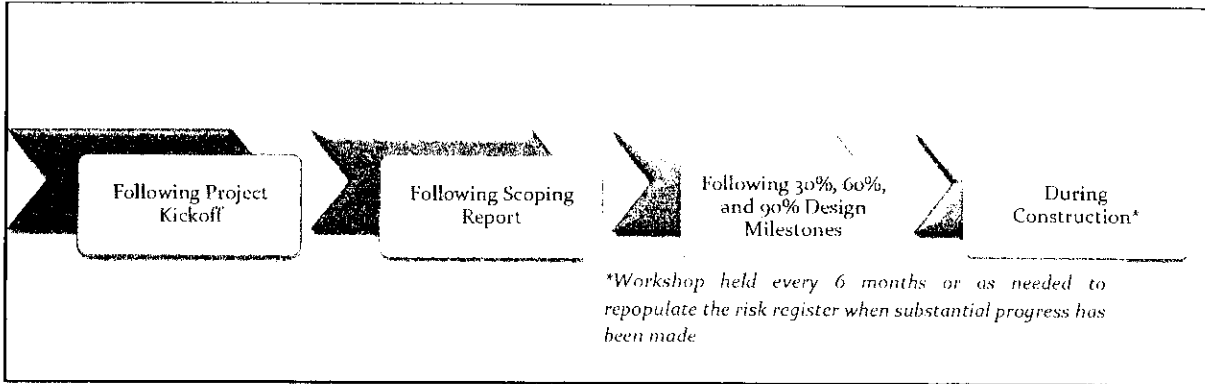 Following Project
Kickoff
Following Scoping
Report
Following 30%, 60%,
and 90% Design
Milestones
During
Construction*
*Workshop held every 6 months or as needed to
repopulate the risk register when substantial progress has
been made